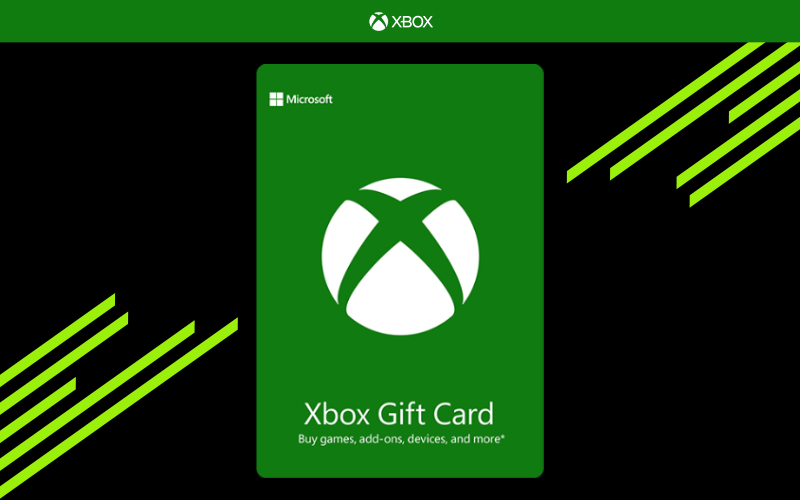 XBOX
Microsoft
Xbox Gift Card
Buy games, add-ons, devices, and more*